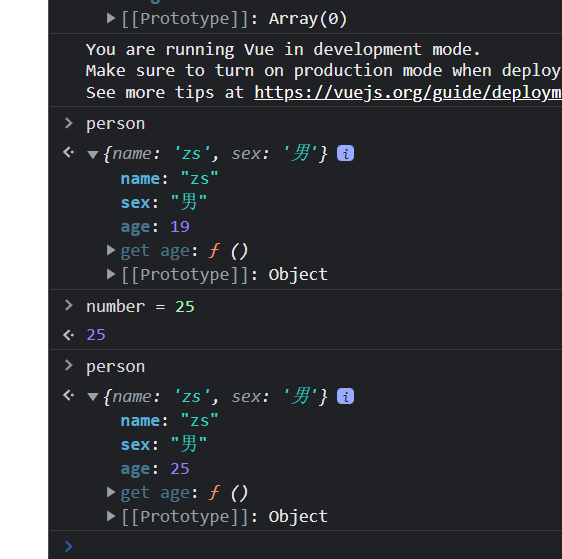 [[Prototype]]: Array(0)
You are running Vue in development mode.
Make sure to turn on production mode when deploy
See more tips at https://vuejs.org/guide/deploym
> person
{name: 'zs', sex: '男'} i
name: "zs"
sex: "男"
age: 19
get age: ƒ ()
[[Prototype]]: Object
> number = 25
25
> person
{name: 'zs', sex: '男'} i
name: "zs"
sex: "男"
age: 25
get age: ƒ ()
[[Prototype]]: Object
>